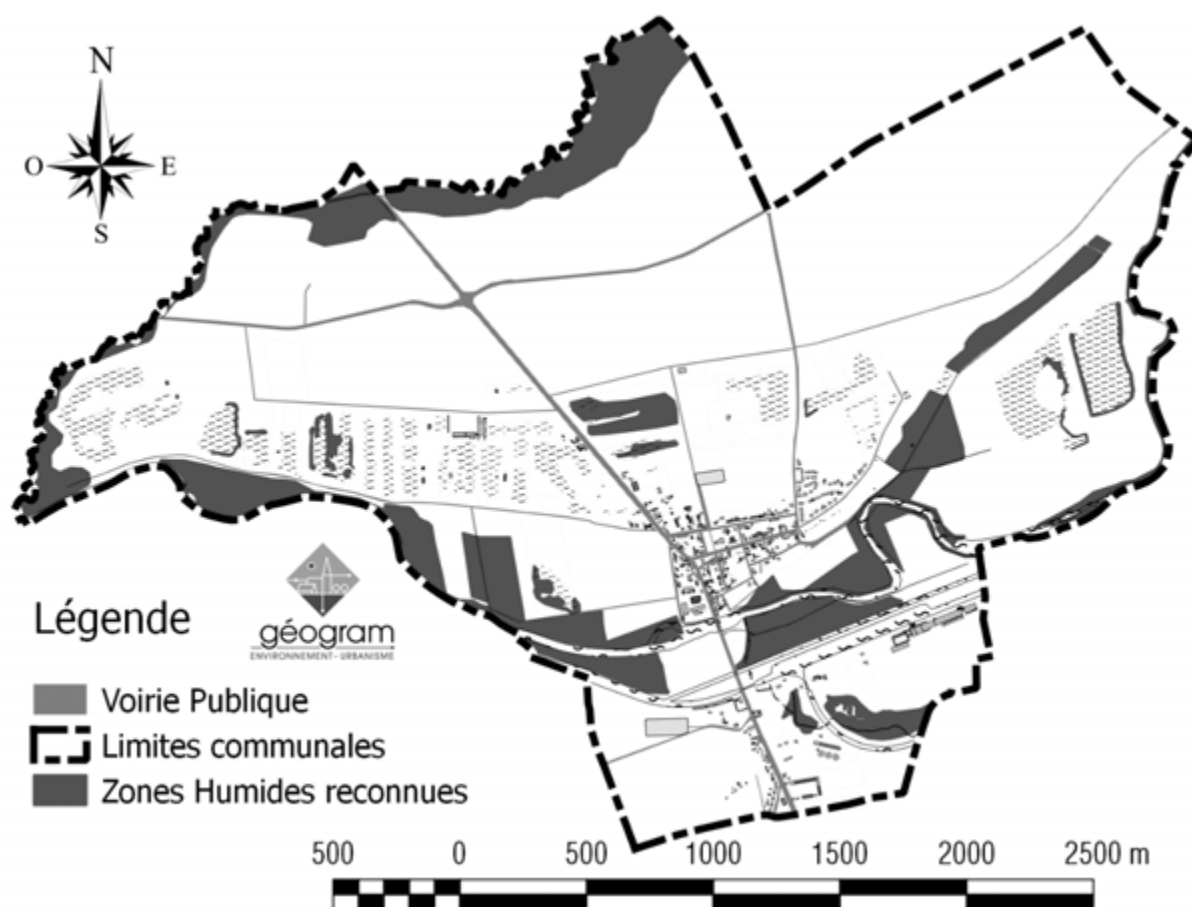 N
O E
S
Légende
géogram
ENVIRONNEMENT - URBANISME
Voirie Publique
Limites communales
Zones Humides reconnues
500 0 500 1000 1500 2000 2500 m